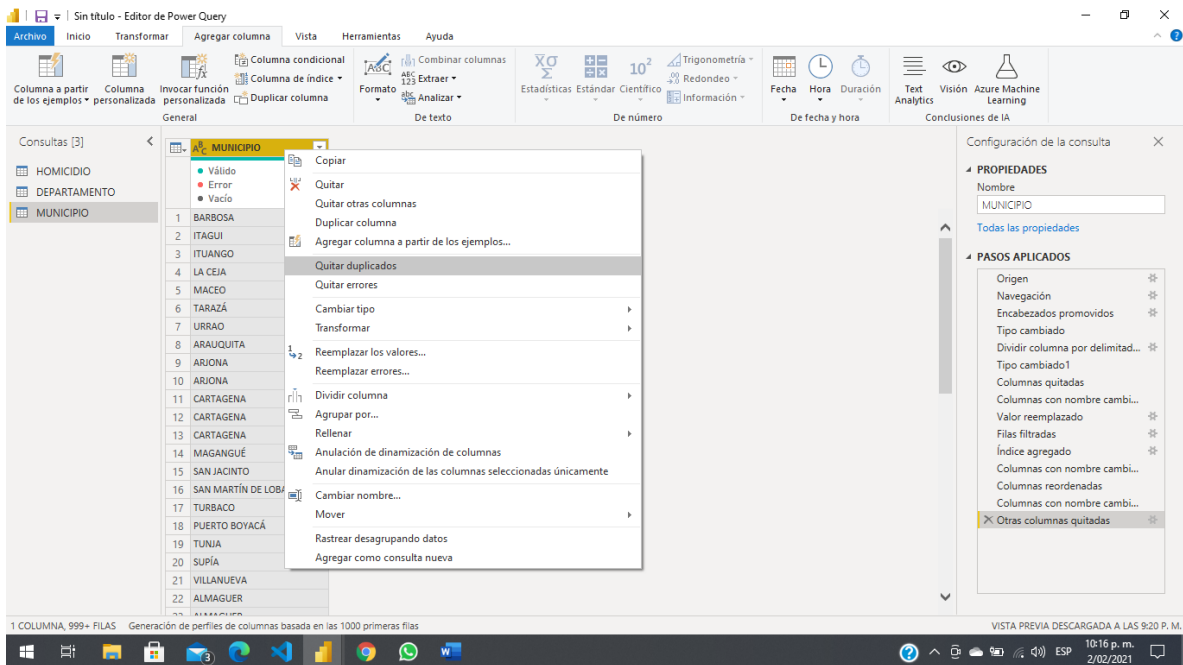 Sin título - Editor de Power Query
Archivo Inicio Transformar Agregar columna Vista Herramientas Ayuda
Columna a partir de los ejemplos
Columna personalizada
Invocar función personalizada
Columna condicional
Columna de índice
Duplicar columna
General
ABC
Formato
Combinar columnas
ABC 123 Extraer
abc Analizar
De texto
XΟ Σ
Estadísticas
Estándar
10²
Científico
Trigonometría
.00 Redondeo
Información
De número
Fecha
Hora
Duración
De fecha y hora
Text Analytics
Visión
Azure Machine Learning
Conclusiones de IA
Consultas [3]
HOMICIDIO
DEPARTAMENTO
MUNICIPIO
ABC MUNICIPIO
Válido
Error
Vacío
1 BARBOSA
2 ITAGUI
3 ITUANGO
4 LA CEJA
5 MACEO
6 TARAZÁ
7 URRAO
8 ARAUQUITA
9 ARJONA
10 ARJONA
11 CARTAGENA
12 CARTAGENA
13 CARTAGENA
14 MAGANGUÉ
15 SAN JACINTO
16 SAN MARTÍN DE LOBA
17 TURBACO
18 PUERTO BOYACÁ
19 TUNJA
20 SUPÍA
21 VILLANUEVA
22 ALMAGUER
Copiar
Quitar
Quitar otras columnas
Duplicar columna
Agregar columna a partir de los ejemplos...
Quitar duplicados
Quitar errores
Cambiar tipo
Transformar
1 2 Reemplazar los valores...
Reemplazar errores...
Dividir columna
Agrupar por...
Rellenar
Anulación de dinamización de columnas
Anular dinamización de las columnas seleccionadas únicamente
Cambiar nombre...
Mover
Rastrear desagrupando datos
Agregar como consulta nueva
Configuración de la consulta
PROPIEDADES
Nombre
MUNICIPIO
Todas las propiedades
PASOS APLICADOS
Origen
Navegación
Encabezados promovidos
Tipo cambiado
Dividir columna por delimitad...
Tipo cambiado1
Columnas quitadas
Columnas con nombre cambi...
Valor reemplazado
Filas filtradas
Índice agregado
Columnas con nombre cambi...
Columnas reordenadas
Columnas con nombre cambi...
Otras columnas quitadas
1 COLUMNA, 999+ FILAS Generación de perfiles de columnas basada en las 1000 primeras filas
VISTA PREVIA DESCARGADA A LAS 9:20 P. M.
3
W
ESP
10:16 p. m.
2/02/2021